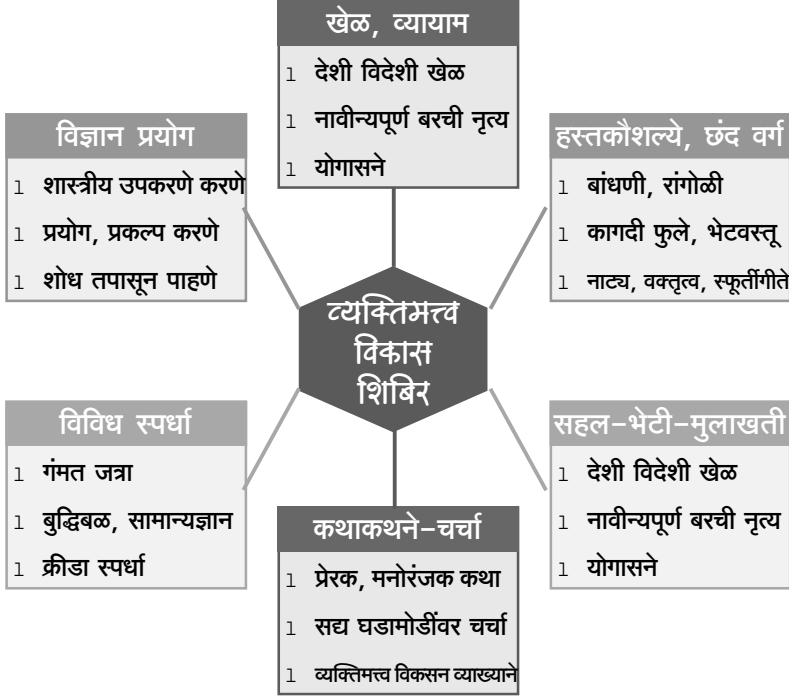 खेळ, व्यायाम
l देशी विदेशी खेळ
l नावीन्यपूर्ण बरची नृत्य
l योगासने
विज्ञान प्रयोग
l शास्त्रीय उपकरणे करणे
l प्रयोग, प्रकल्प करणे
l शोध तपासून पाहणे
हस्तकौशल्ये, छंद वर्ग
l बांधणी, रांगोळी
l कागदी फुले, भेटवस्तू
l नाट्य, वक्तृत्व, स्फूर्तीगीते
व्यक्तिमत्त्व
विकास
शिबिर
विविध स्पर्धा
l गंमत जत्रा
l बुद्धिबळ, सामान्यज्ञान
l क्रीडा स्पर्धा
सहल-भेटी-मुलाखती
l देशी विदेशी खेळ
l नावीन्यपूर्ण बरची नृत्य
l योगासने
कथाकथने-चर्चा
l प्रेरक, मनोरंजक कथा
l सद्य घडामोडींवर चर्चा
l व्यक्तिमत्त्व विकसन व्याख्याने